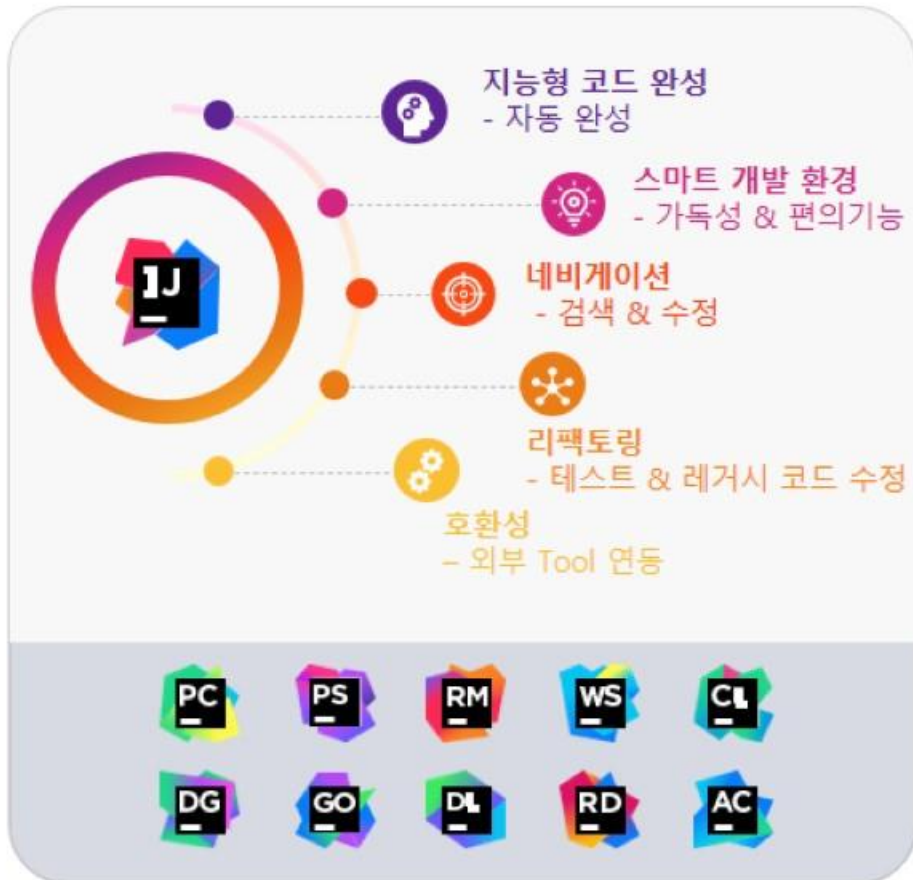 지능형 코드 완성
- 자동 완성
스마트 개발 환경
- 가독성 & 편의기능
IJ
네비게이션
- 검색 & 수정
리팩토링
- 테스트 & 레거시 코드 수정
호환성
– 외부 Tool 연동
PC PS RM WS CL
DG GO DL RD AC